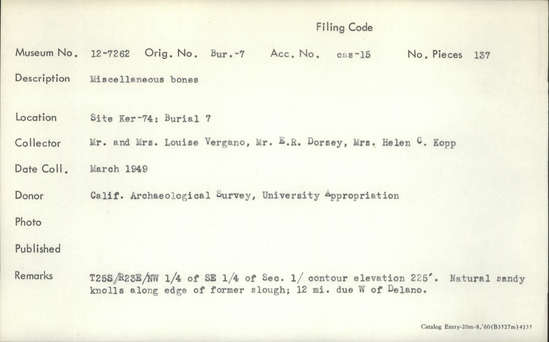 Filing Code
Museum No. 12-7262 Orig. No. Bur.-7 Acc. No. cas-15 No. Pieces 137
Description Miscellaneous bones
Location Site Ker-74: Burial 7
Collector Mr. and Mrs. Louise Vergano, Mr. E.R. Dorsey, Mrs. Helen C. Kopp
Date Coll. March 1949
Donor Calif. Archaeological Survey, University Appropriation
Photo
Published
Remarks T25S/R23E/NW 1/4 of SE 1/4 of Sec. 1/ contour elevation 225'. Natural sandy
knolls along edge of former slough; 12 mi. due W of Delano.
Catalog Entry-20m-8,'60(B3527m)4137